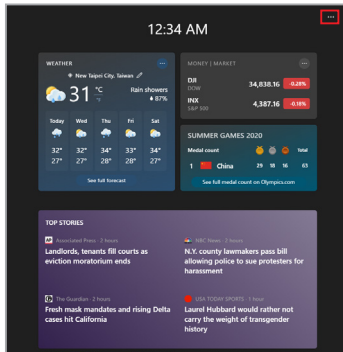 12:34 AM
WEATHER
New Taipei City, Taiwan
31 °C
°F
Rain showers
87%
Today Wed Thu Fri Sat
32° 32° 34° 33° 34°
27° 27° 28° 28° 27°
See full forecast
MONEY | MARKET
DJI
DOW
34,838.16 -0.28%
INX
S&P 500
4,387.16 -0.18%
SUMMER GAMES 2020
Medal count Total
1 China 29 18 16 63
See full medal count on Olympics.com
TOP STORIES
AP Associated Press · 2 hours
Landlords, tenants fill courts as
eviction moratorium ends
NBC News · 2 hours
N.Y. county lawmakers pass bill
allowing police to sue protesters for
harassment
The Guardian · 2 hours
Fresh mask mandates and rising Delta
cases hit California
USA TODAY SPORTS · 1 hour
Laurel Hubbard would rather not
carry the weight of transgender
history